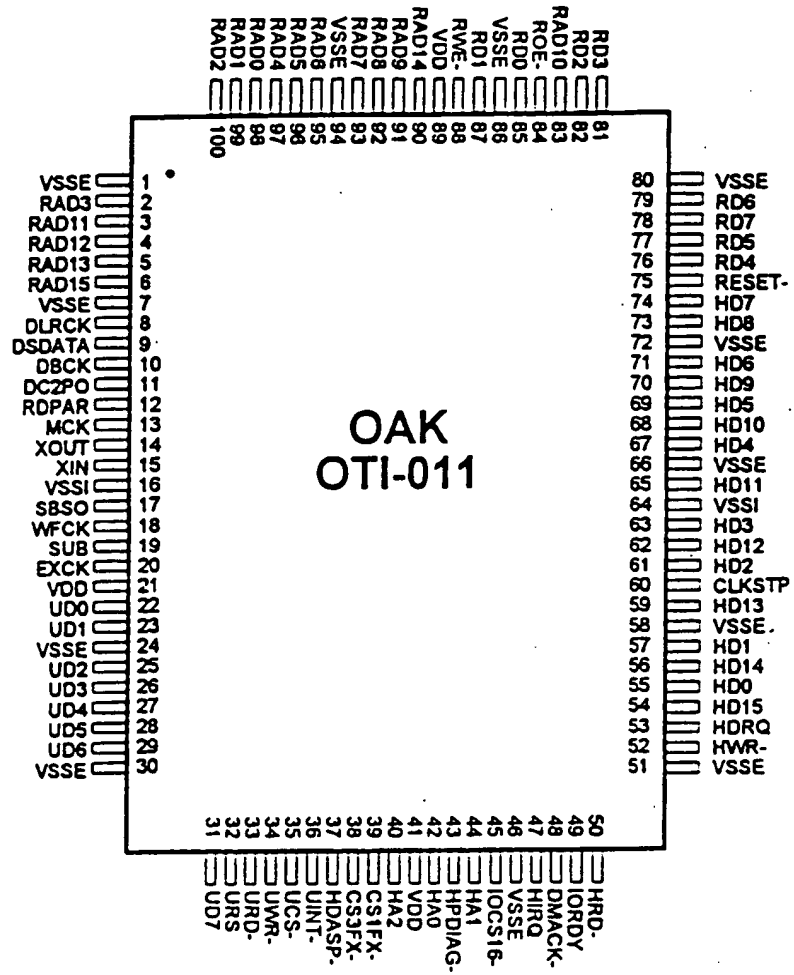 RAD2 RAD1 RAD0 RAD4 RAD5 RAD8 VSSE RAD7 RAD8 RAD9 RAD14 VDD RWE- RD1 VSSE RD0 ROE- RAD10 RD2 RD3
100 99 98 97 96 95 94 93 92 91 90 89 88 87 86 85 84 83 82 81
VSSE 1
RAD3 2
RAD11 3
RAD12 4
RAD13 5
RAD15 6
VSSE 7
DLRCK 8
DSDATA 9
DBCK 10
DC2PO 11
RDPAR 12
MCK 13
XOUT 14
XIN 15
VSSI 16
SBSO 17
WFCK 18
SUB 19
EXCK 20
VDD 21
UD0 22
UD1 23
VSSE 24
UD2 25
UD3 26
UD4 27
UD5 28
UD6 29
VSSE 30
OAK
OTI-011
80 VSSE
79 RD6
78 RD7
77 RD5
76 RD4
75 RESET-
74 HD7
73 HD8
72 VSSE
71 HD6
70 HD9
69 HD5
68 HD10
67 HD4
66 VSSE
65 HD11
64 VSSI
63 HD3
62 HD12
61 HD2
60 CLKSTP
59 HD13
58 VSSE
57 HD1
56 HD14
55 HD0
54 HD15
53 HDRQ
52 HWR-
51 VSSE
31 32 33 34 35 36 37 38 39 40 41 42 43 44 45 46 47 48 49 50
UD7 URS URD- UWR- UCS- UINT- HDASP- CS3FX- CS1FX- HA2 VDD HA0 HPDIAG- HA1 IOCS16- VSSE HIRQ DMACK- IORDY HRD-